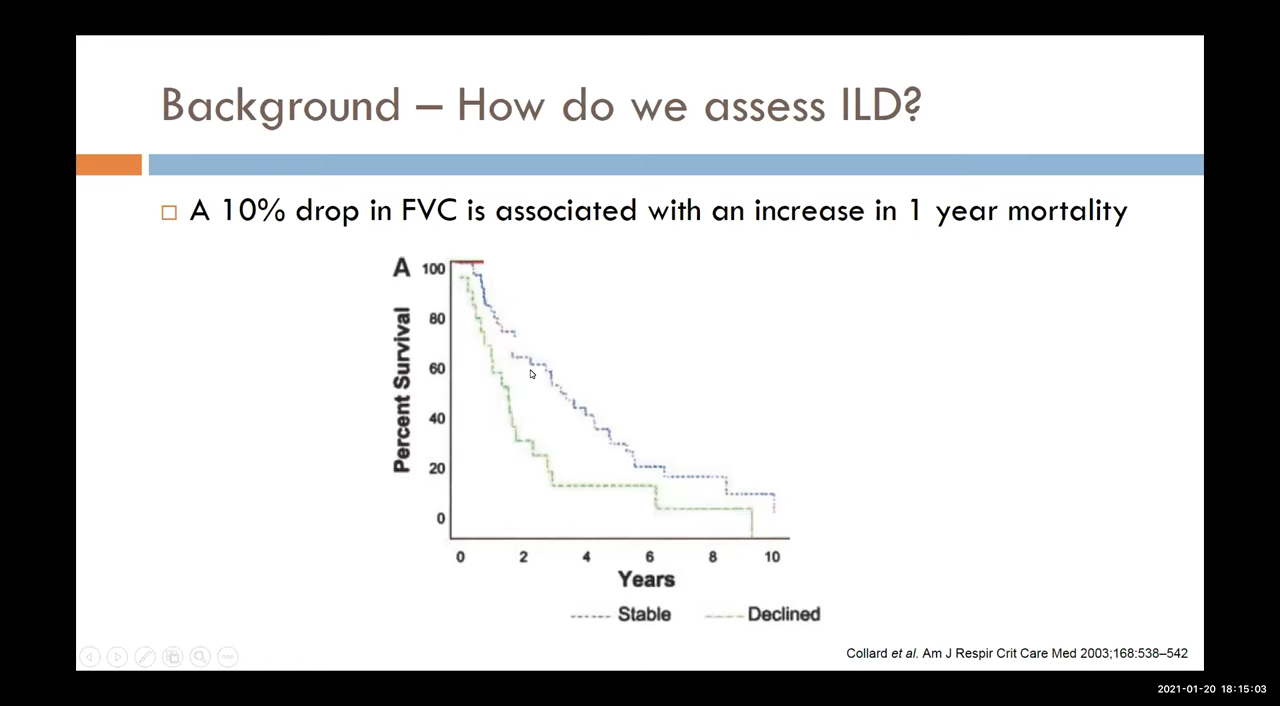 Background – How do we assess ILD?
A 10% drop in FVC is associated with an increase in 1 year mortality
A
Percent Survival
100
80
60
40
20
0
0 2 4 6 8 10
Years
Stable Declined
Collard et al. Am J Respir Crit Care Med 2003;168:538–542
2021-01-20 18:15:03